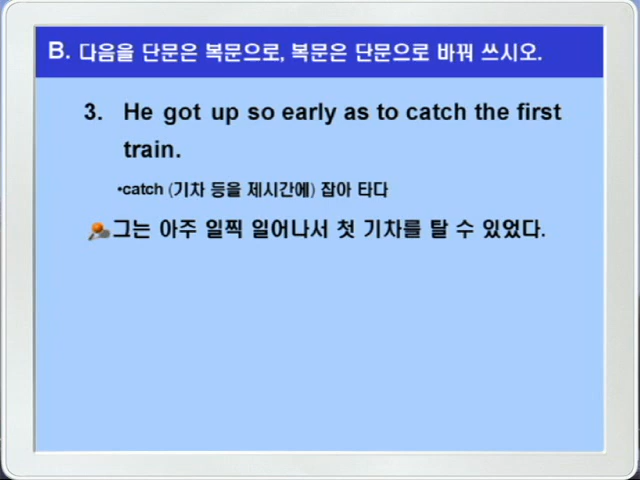 B. 다음을 단문은 복문으로, 복문은 단문으로 바꿔 쓰시오.
3. He got up so early as to catch the first
train.
•catch (기차 등을 제시간에) 잡아 타다
그는 아주 일찍 일어나서 첫 기차를 탈 수 있었다.